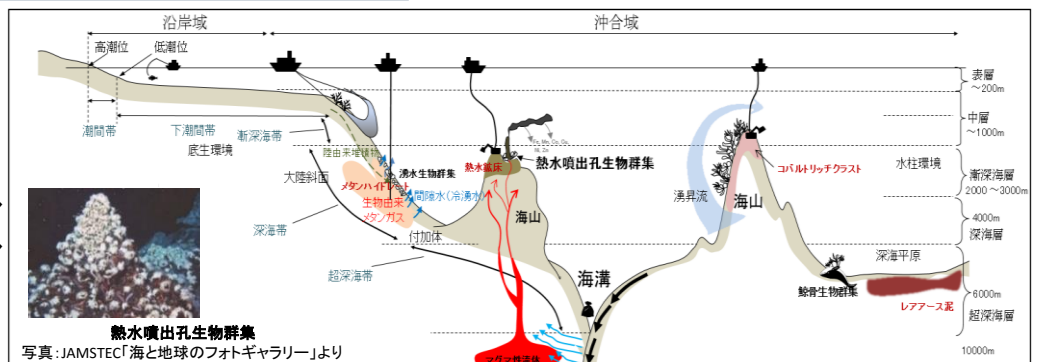 沿岸域
沖合域
高潮位
低潮位
表層
～200m
中層
～1000m
潮間帯
下潮間帯
漸深海帯
底生環境
陸由来堆積物
湧水生物群集
熱水鉱床
Fe, Mn, Co, Cu,
Ni, Zn
熱水噴出孔生物群集
コバルトリッチクラスト
水柱環境
漸深海層
2000 ～3000m
大陸斜面
メタンハイドレート
間隙水(冷湧水)
生物由来
メタンガス
海山
湧昇流
海山
4000m
深海層
深海帯
付加体
深海平原
超深海帯
海溝
鯨骨生物群集
レアアース泥
6000m
超深海層
10000m
熱水噴出孔生物群集
写真：JAMSTEC「海と地球のフォトギャラリー」より